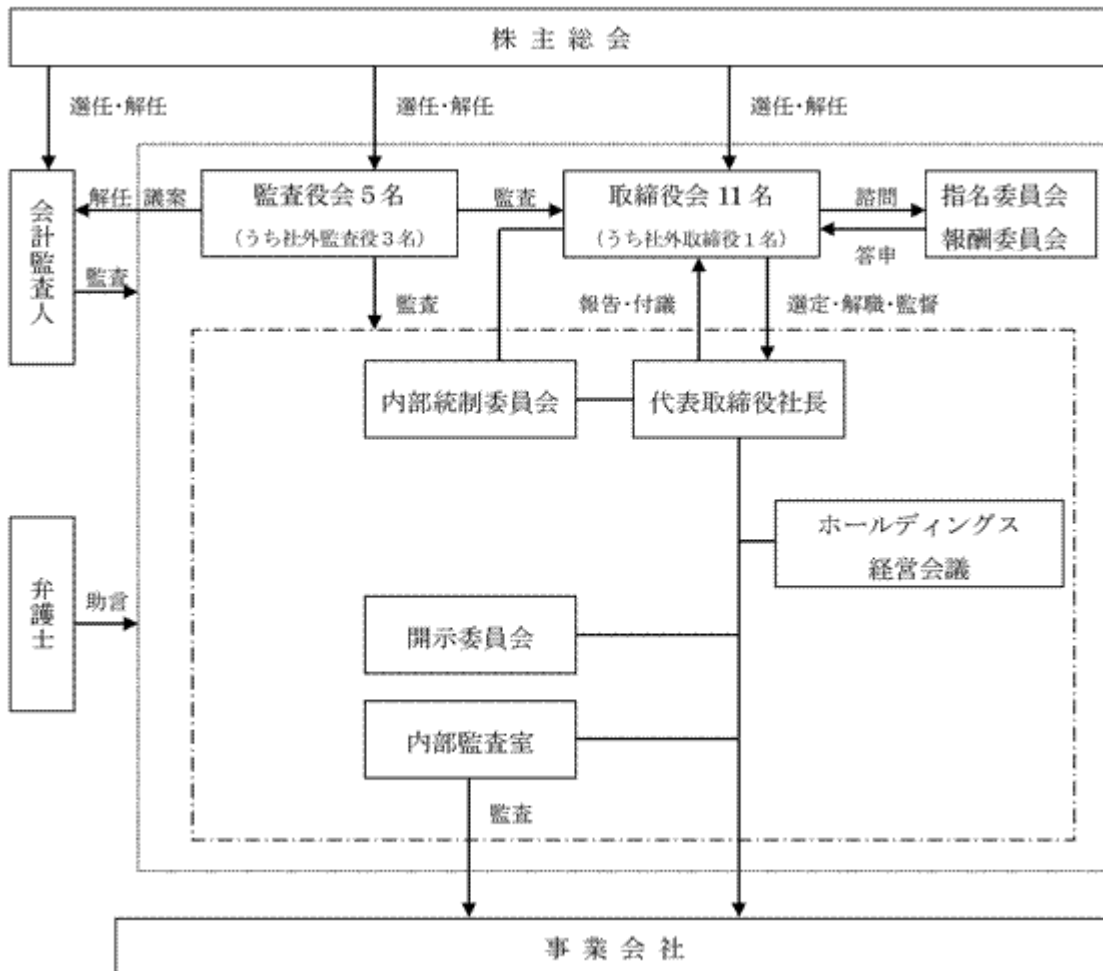 株主総会
選任・解任
選任・解任
選任・解任
会計監査人
解任 議案
監査役会5名
(うち社外監査役3名)
監査
取締役会 11 名
(うち社外取締役1名)
諮問
答申
指名委員会
報酬委員会
監査
監査
報告・付議
選定・解職・監督
内部統制委員会
代表取締役社長
ホールディングス
経営会議
弁護士
助言
開示委員会
内部監査室
監査
事業会社